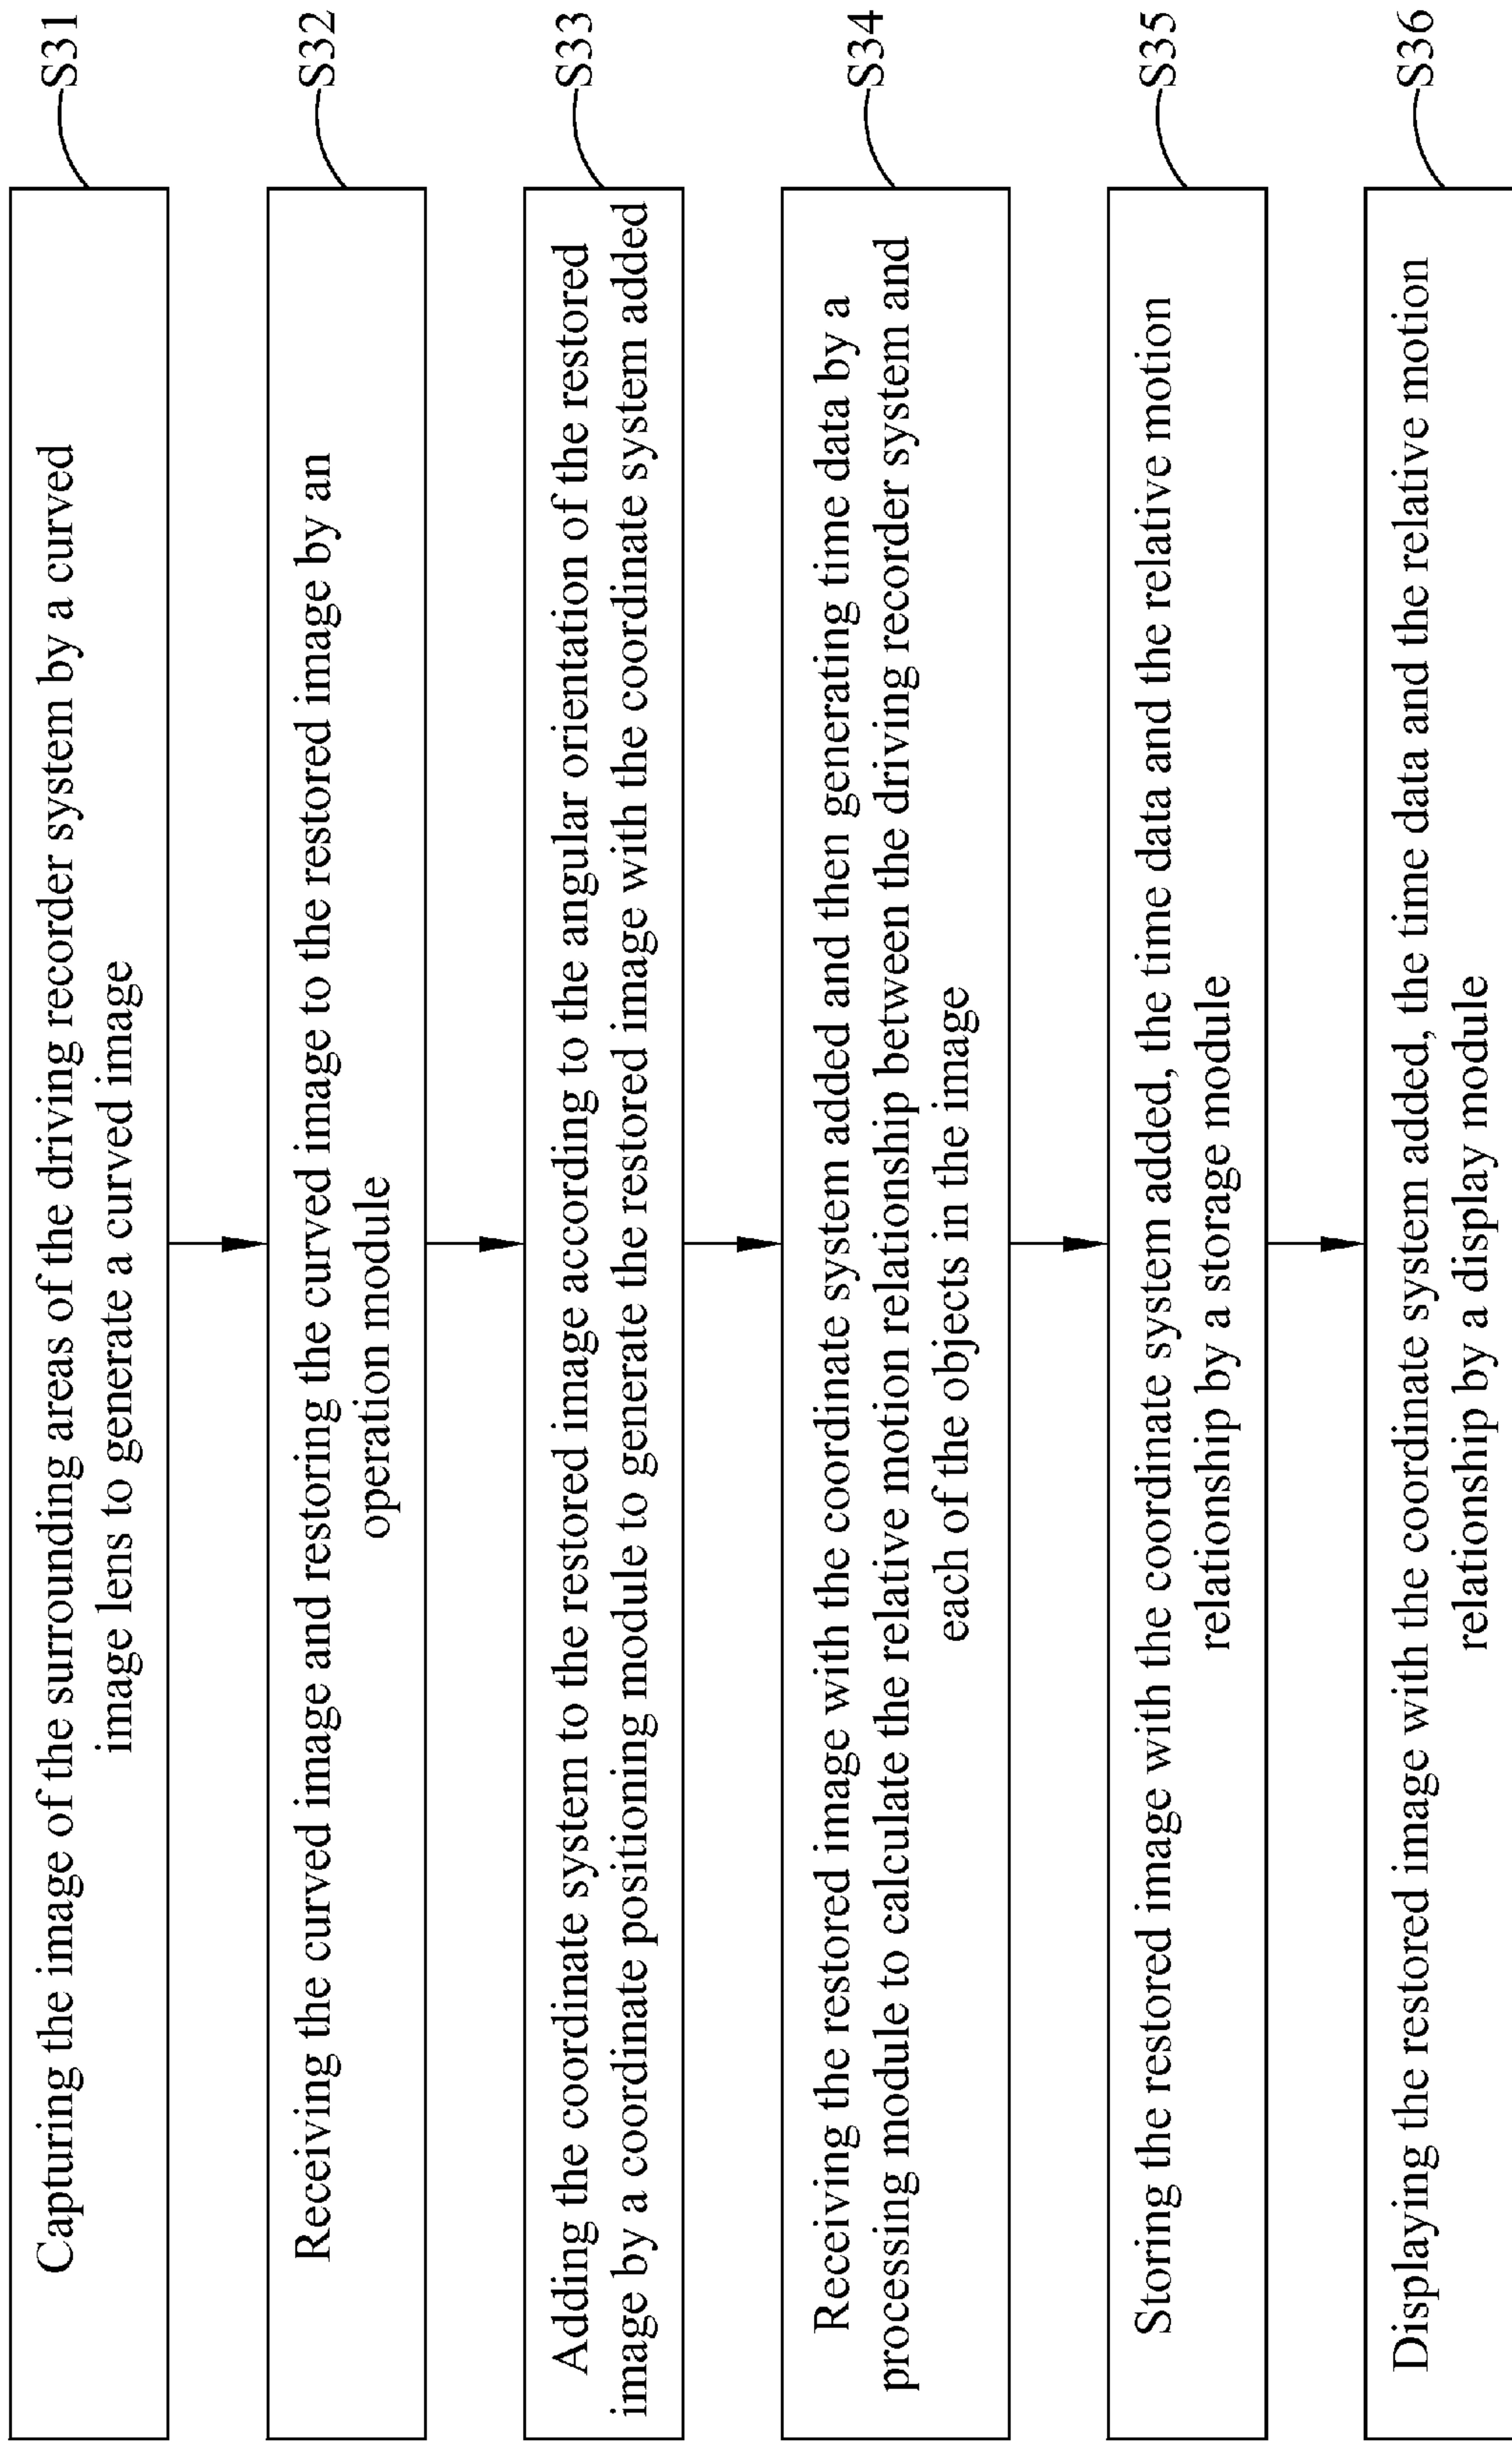 Capturing the image of the surrounding areas of the driving recorder system by a curved
image lens to generate a curved image
S31
Receiving the curved image and restoring the curved image to the restored image by an
operation module
S32
Adding the coordinate system to the restored image according to the angular orientation of the restored
image by a coordinate positioning module to generate the restored image with the coordinate system added
S33
Receiving the restored image with the coordinate system added and then generating time data by a
processing module to calculate the relative motion relationship between the driving recorder system and
each of the objects in the image
S34
Storing the restored image with the coordinate system added, the time data and the relative motion
relationship by a storage module
S35
Displaying the restored image with the coordinate system added, the time data and the relative motion
relationship by a display module
S36